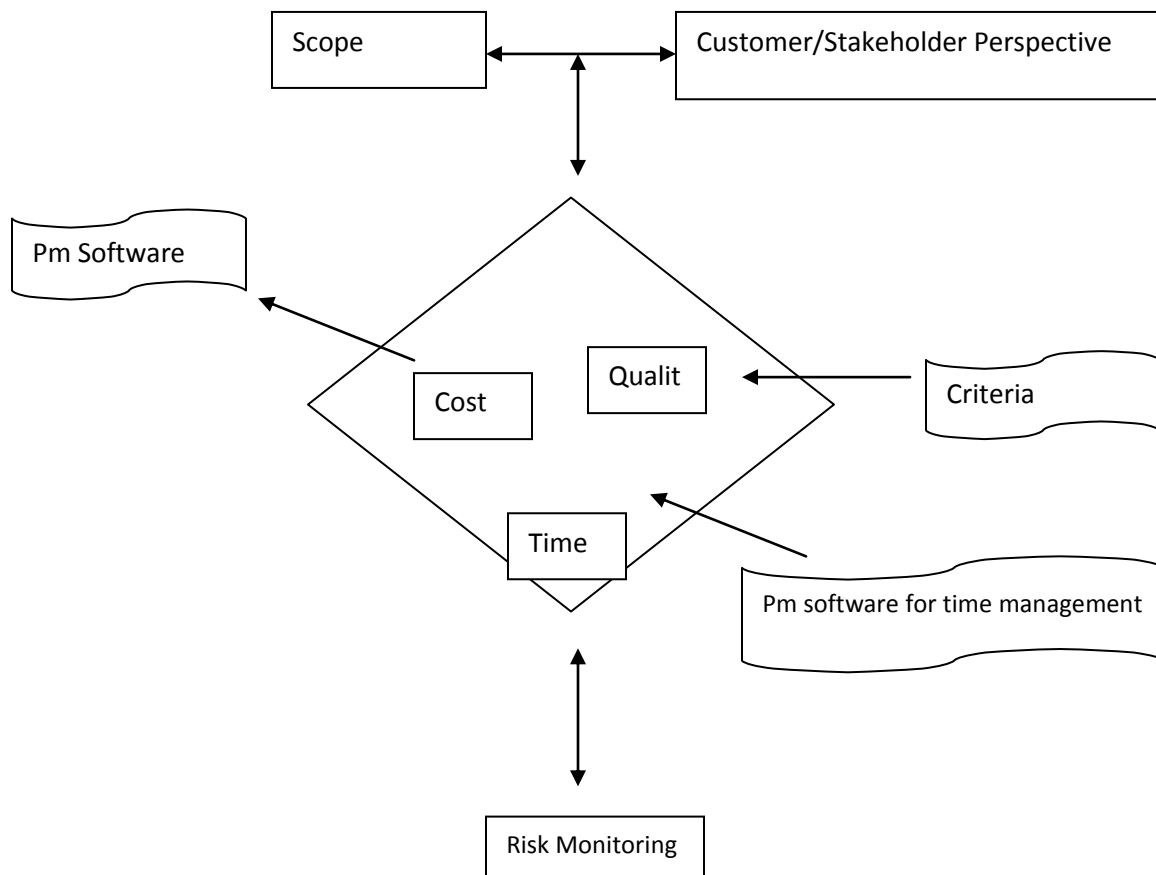 Scope
Customer/Stakeholder Perspective
Pm Software
Qualit
Cost
Criteria
Time
Pm software for time management
Risk Monitoring